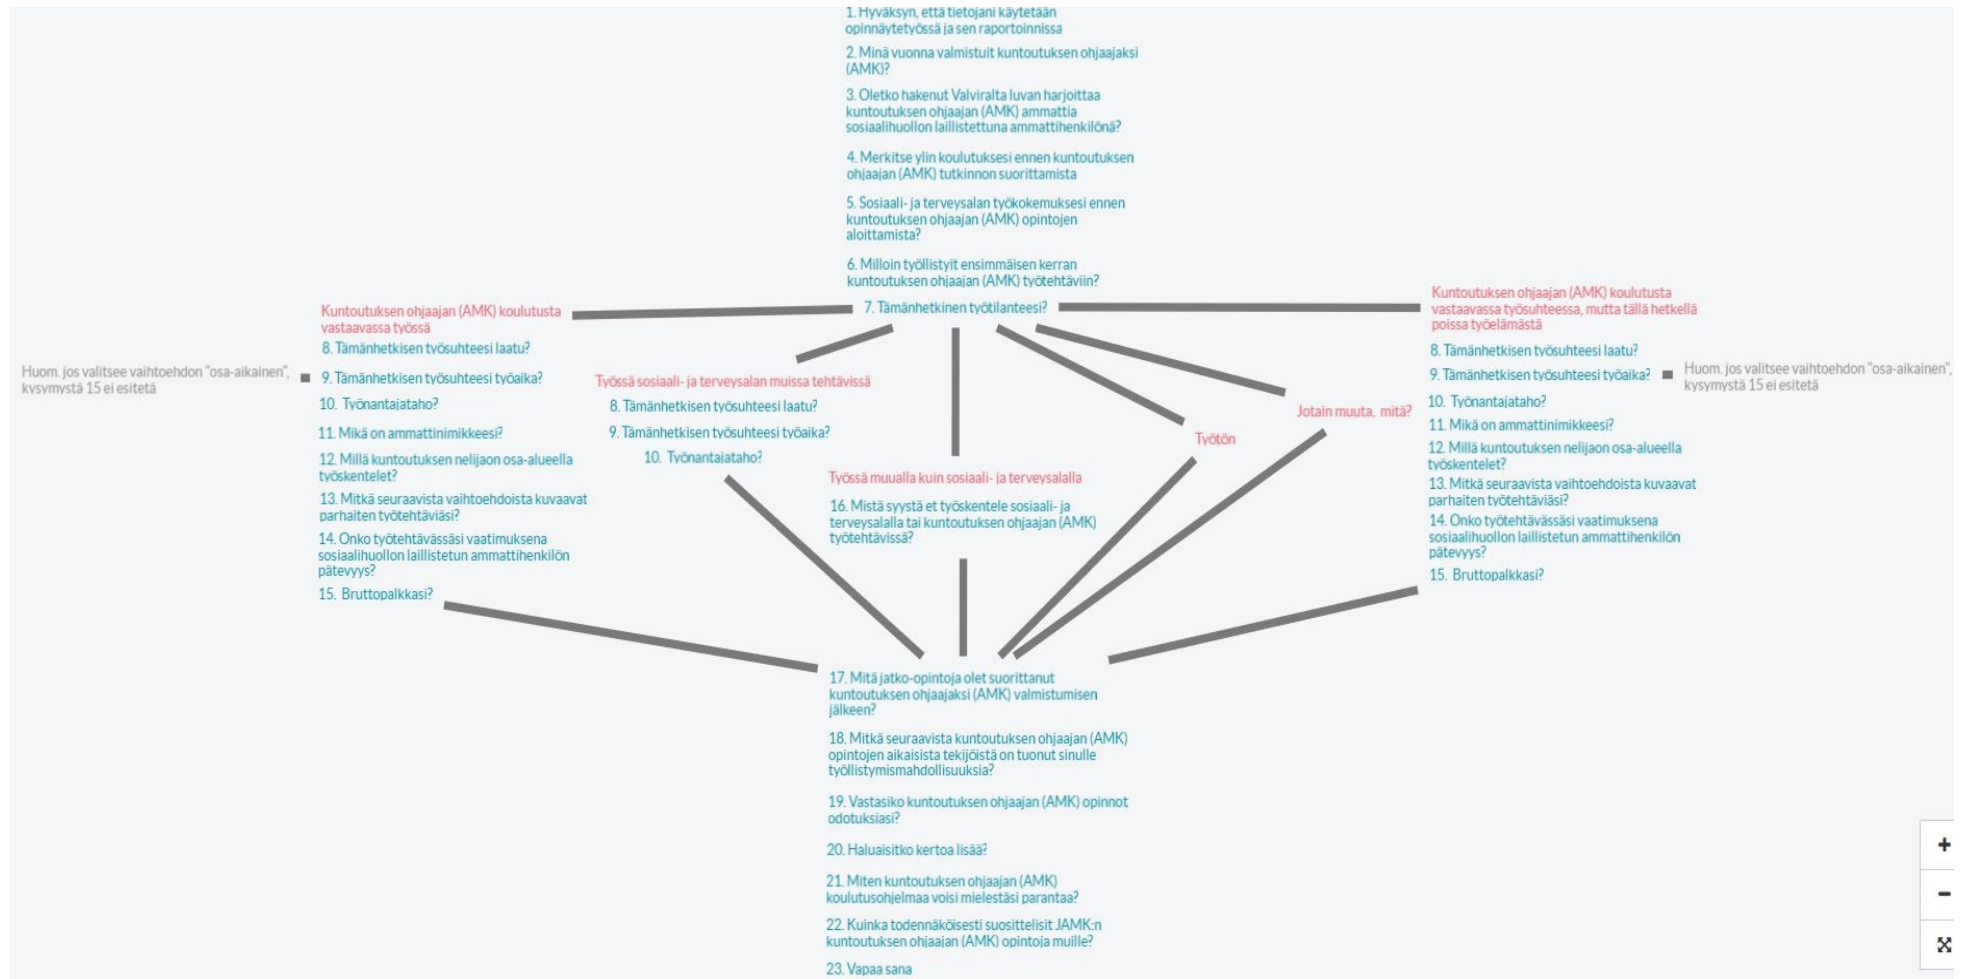 1. Hyväksyn, että tietojani käytetään
opinnäytetyössä ja sen raportoinnissa
2. Minä vuonna valmistuit kuntoutuksen ohjaajaksi
(AMK)?
3. Oletko hakenut Valviralta luvan harjoittaa
kuntoutuksen ohjaajan (AMK) ammattia
sosiaalihuollon laillistettuna ammattihenkilönä?
4. Merkitse ylin koulutuksesi ennen kuntoutuksen
ohjaajan (AMK) tutkinnon suorittamista
5. Sosiaali- ja terveysalan työkokemuksesi ennen
kuntoutuksen ohjaajan (AMK) opintojen
aloittamista?
6. Milloin työllistyit ensimmäisen kerran
kuntoutuksen ohjaajan (AMK) työtehtäviin?
7. Tämänhetkinen työtilanteesi?
Kuntoutuksen ohjaajan (AMK) koulutusta
vastaavassa työssä
8. Tämänhetkisen työsuhteesi laatu?
Huom. jos valitsee vaihtoehdon "osa-aikainen",
kysymystä 15 ei esitetä
9. Tämänhetkisen työsuhteesi työaika?
10. Työnantajataho?
11. Mikä on ammattinimikkeesi?
12. Millä kuntoutuksen nelijaon osa-alueella
työskentelet?
13. Mitkä seuraavista vaihtoehdoista kuvaavat
parhaiten työtehtäviäsi?
14. Onko työtehtävässäsi vaatimuksena
sosiaalihuollon laillistetun ammattihenkilön
pätevyys?
15. Bruttopalkkasi?
Työssä sosiaali- ja terveysalan muissa tehtävissä
8. Tämänhetkisen työsuhteesi laatu?
9. Tämänhetkisen työsuhteesi työaika?
10. Työnantajataho?
Työssä muualla kuin sosiaali- ja terveysalalla
16. Mistä syystä et työskentele sosiaali- ja
terveysalalla tai kuntoutuksen ohjaajan (AMK)
työtehtävissä?
Työtön
Jotain muuta, mitä?
Kuntoutuksen ohjaajan (AMK) koulutusta
vastaavassa työsuhteessa, mutta tällä hetkellä
poissa työelämästä
8. Tämänhetkisen työsuhteesi laatu?
9. Tämänhetkisen työsuhteesi työaika?
Huom. jos valitsee vaihtoehdon "osa-aikainen",
kysymystä 15 ei esitetä
10. Työnantajataho?
11. Mikä on ammattinimikkeesi?
12. Millä kuntoutuksen nelijaon osa-alueella
työskentelet?
13. Mitkä seuraavista vaihtoehdoista kuvaavat
parhaiten työtehtäviäsi?
14. Onko työtehtävässäsi vaatimuksena
sosiaalihuollon laillistetun ammattihenkilön
pätevyys?
15. Bruttopalkkasi?
17. Mitä jatko-opintoja olet suorittanut
kuntoutuksen ohjaajaksi (AMK) valmistumisen
jälkeen?
18. Mitkä seuraavista kuntoutuksen ohjaajan (AMK)
opintojen aikaisista tekijöistä on tuonut sinulle
työllistymismahdollisuuksia?
19. Vastasiko kuntoutuksen ohjaajan (AMK) opinnot
odotuksiasi?
20. Haluaisitko kertoa lisää?
21. Miten kuntoutuksen ohjaajan (AMK)
koulutusohjelmaa voisi mielestäsi parantaa?
22. Kuinka todennäköisesti suosittelisit JAMK:n
kuntoutuksen ohjaajan (AMK) opintoja muille?
23. Vapaa sana